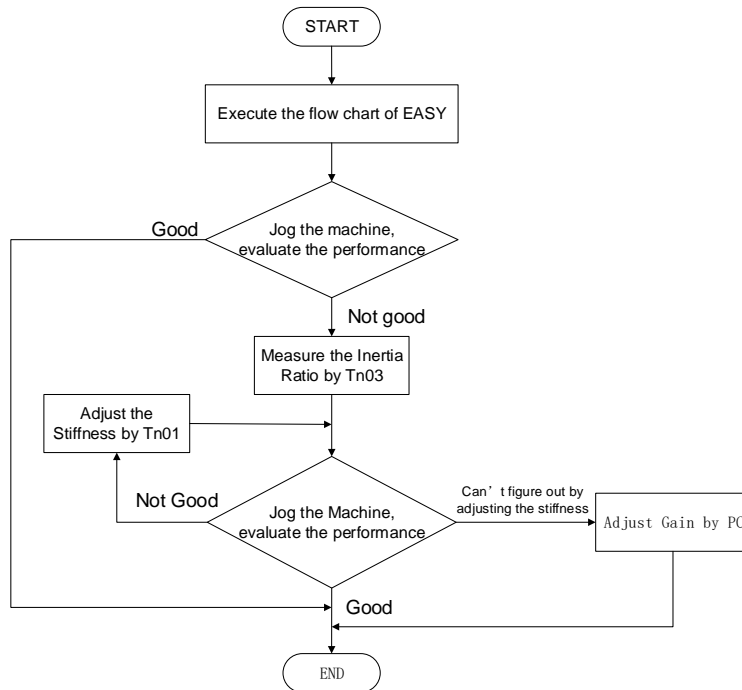 START
Execute the flow chart of EASY
Good
Jog the machine,
evaluate the performance
Not good
Measure the Inertia
Ratio by Tn03
Adjust the
Stiffness by Tn01
Not Good
Jog the Machine,
evaluate the performance
Can't figure out by
adjusting the stiffness
Adjust Gain by PC
Good
END